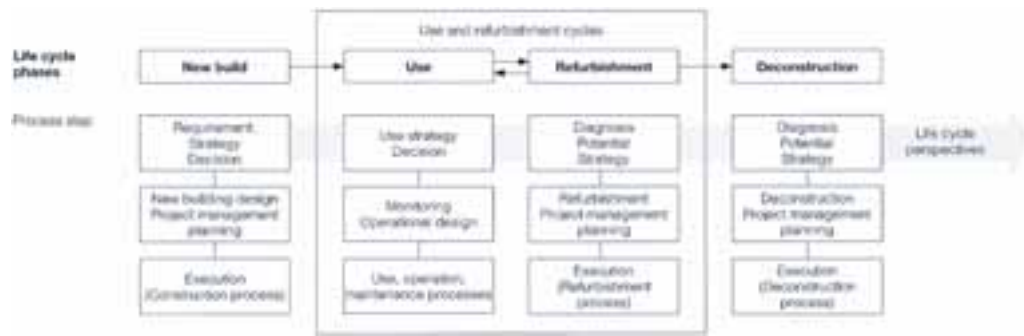 Use and refurbishment cycles
Life cycle
phases
New build
Use
Refurbishment
Deconstruction
Process step
Requirement,
Strategy
Decision
Use strategy
Decision
Diagnosis
Potential
Strategy
Diagnosis
Potential
Strategy
Life cycle
perspectives
New building design
Project management
planning
Monitoring
Operational design
Refurbishment
Project management
planning
Deconstruction
Project management
planning
Execution
(Construction process)
Use, operation,
maintenance processes
Execution
(Refurbishment
process)
Execution
(Deconstruction
process)